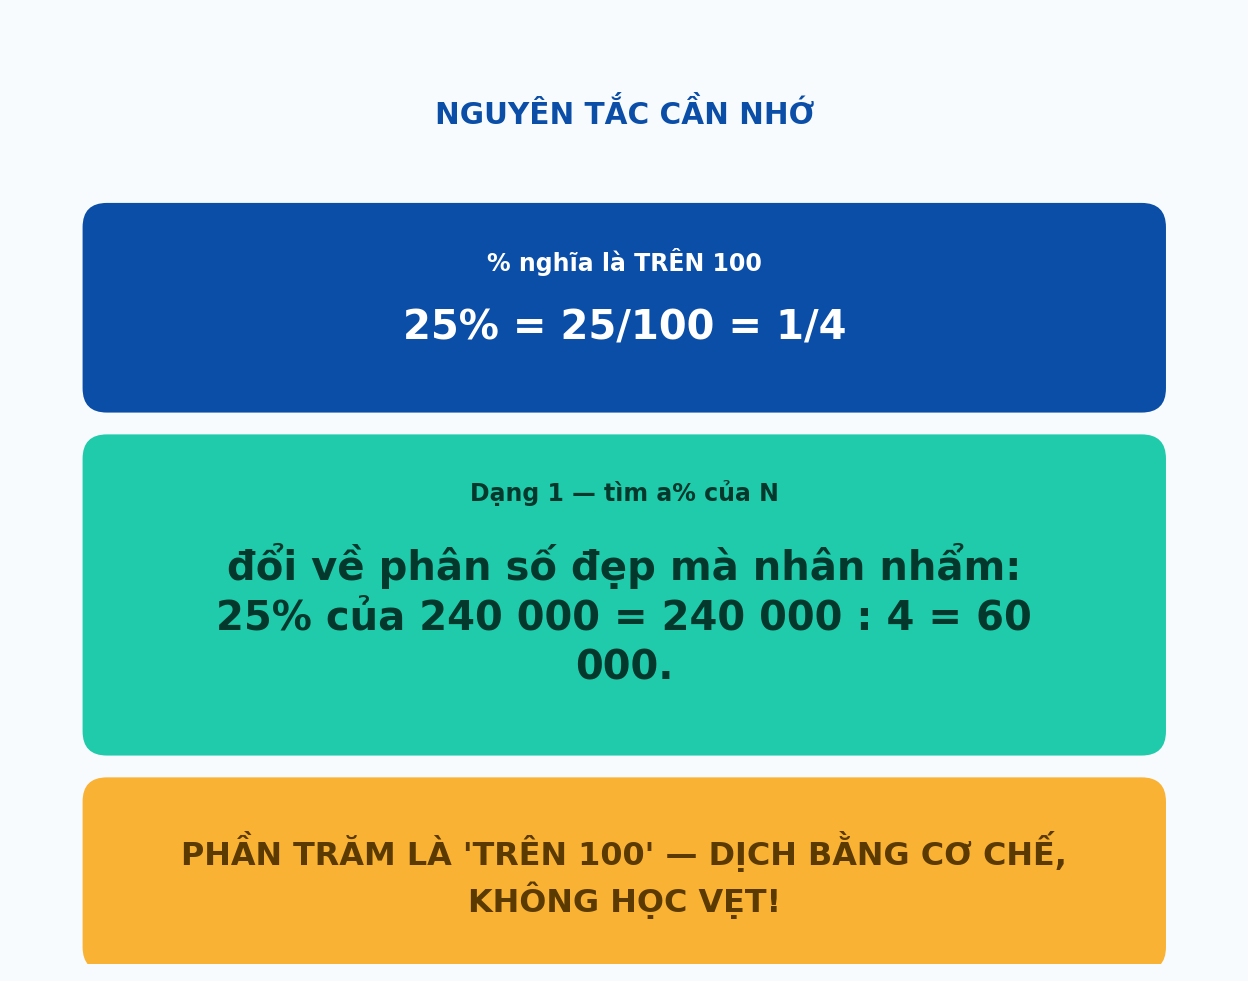 NGUYÊN TẮC CẦN NHỚ
% nghĩa là TRÊN 100
25% = 25/100 = 1/4
Dạng 1 — tìm a% của N
đổi về phân số đẹp mà nhân nhẩm:
25% của 240 000 = 240 000 : 4 = 60
000.
PHẦN TRĂM LÀ 'TRÊN 100' — DỊCH BẰNG CƠ CHẾ,
KHÔNG HỌC VẸT!